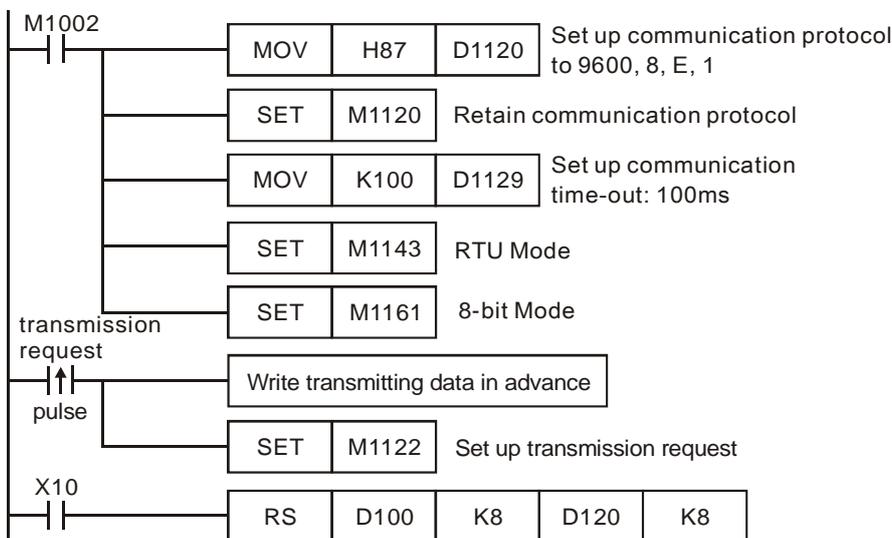 M1002
MOV H87 D1120 Set up communication protocol
to 9600, 8, E, 1
SET M1120 Retain communication protocol
MOV K100 D1129 Set up communication
time-out: 100ms
SET M1143 RTU Mode
SET M1161 8-bit Mode
transmission
request
Write transmitting data in advance
pulse
SET M1122 Set up transmission request
X10
RS D100 K8 D120 K8